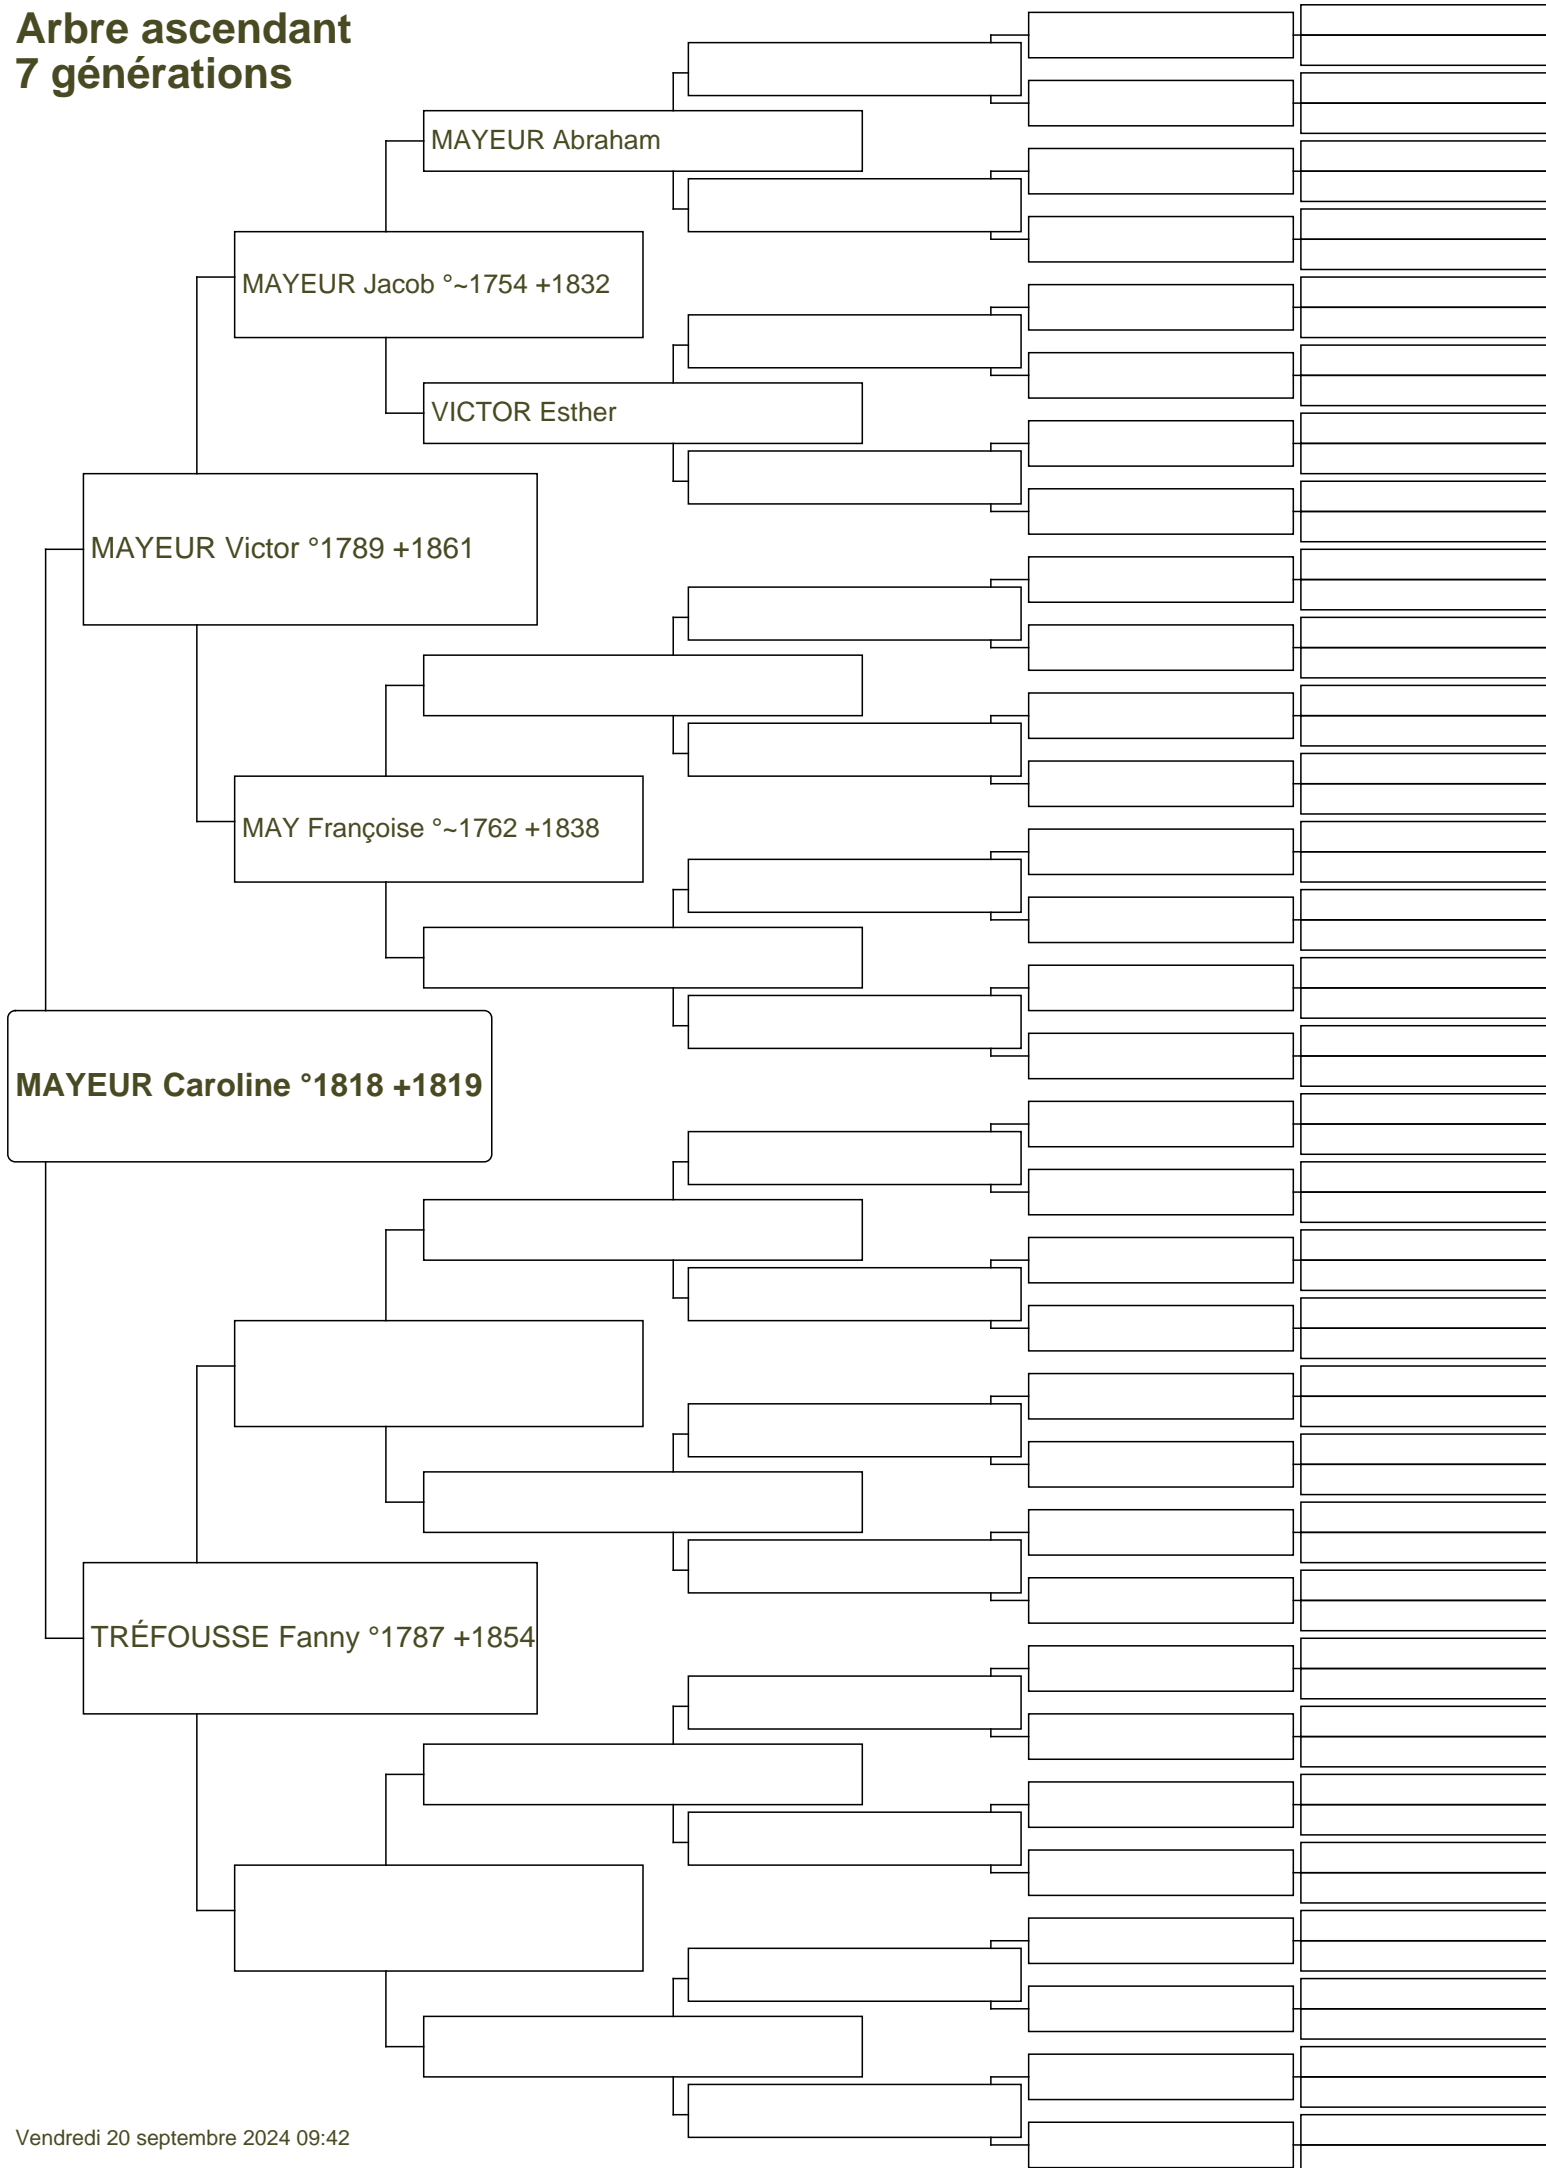 Arbre ascendant
7 générations
MAYEUR Abraham
MAYEUR Jacob °~1754 +1832
VICTOR Esther
MAYEUR Victor °1789 +1861
MAY Françoise °~1762 +1838
MAYEUR Caroline °1818 +1819
TRÉFOUSSE Fanny °1787 +1854
Vendredi 20 septembre 2024 09:42